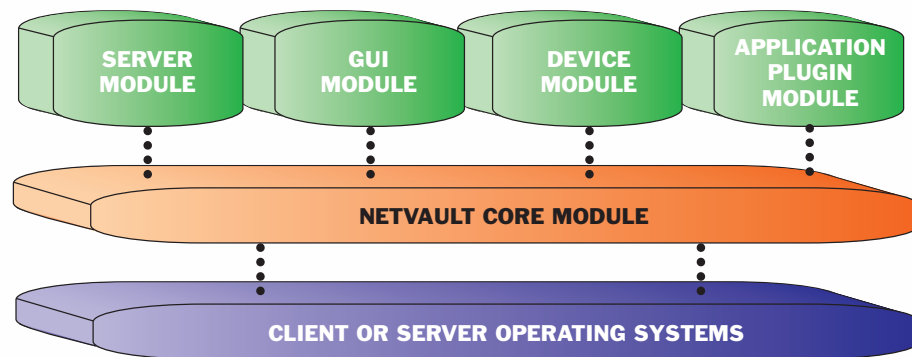 SERVER
MODULE
GUI
MODULE
DEVICE
MODULE
APPLICATION
PLUGIN
MODULE
NETVAULT CORE MODULE
CLIENT OR SERVER OPERATING SYSTEMS